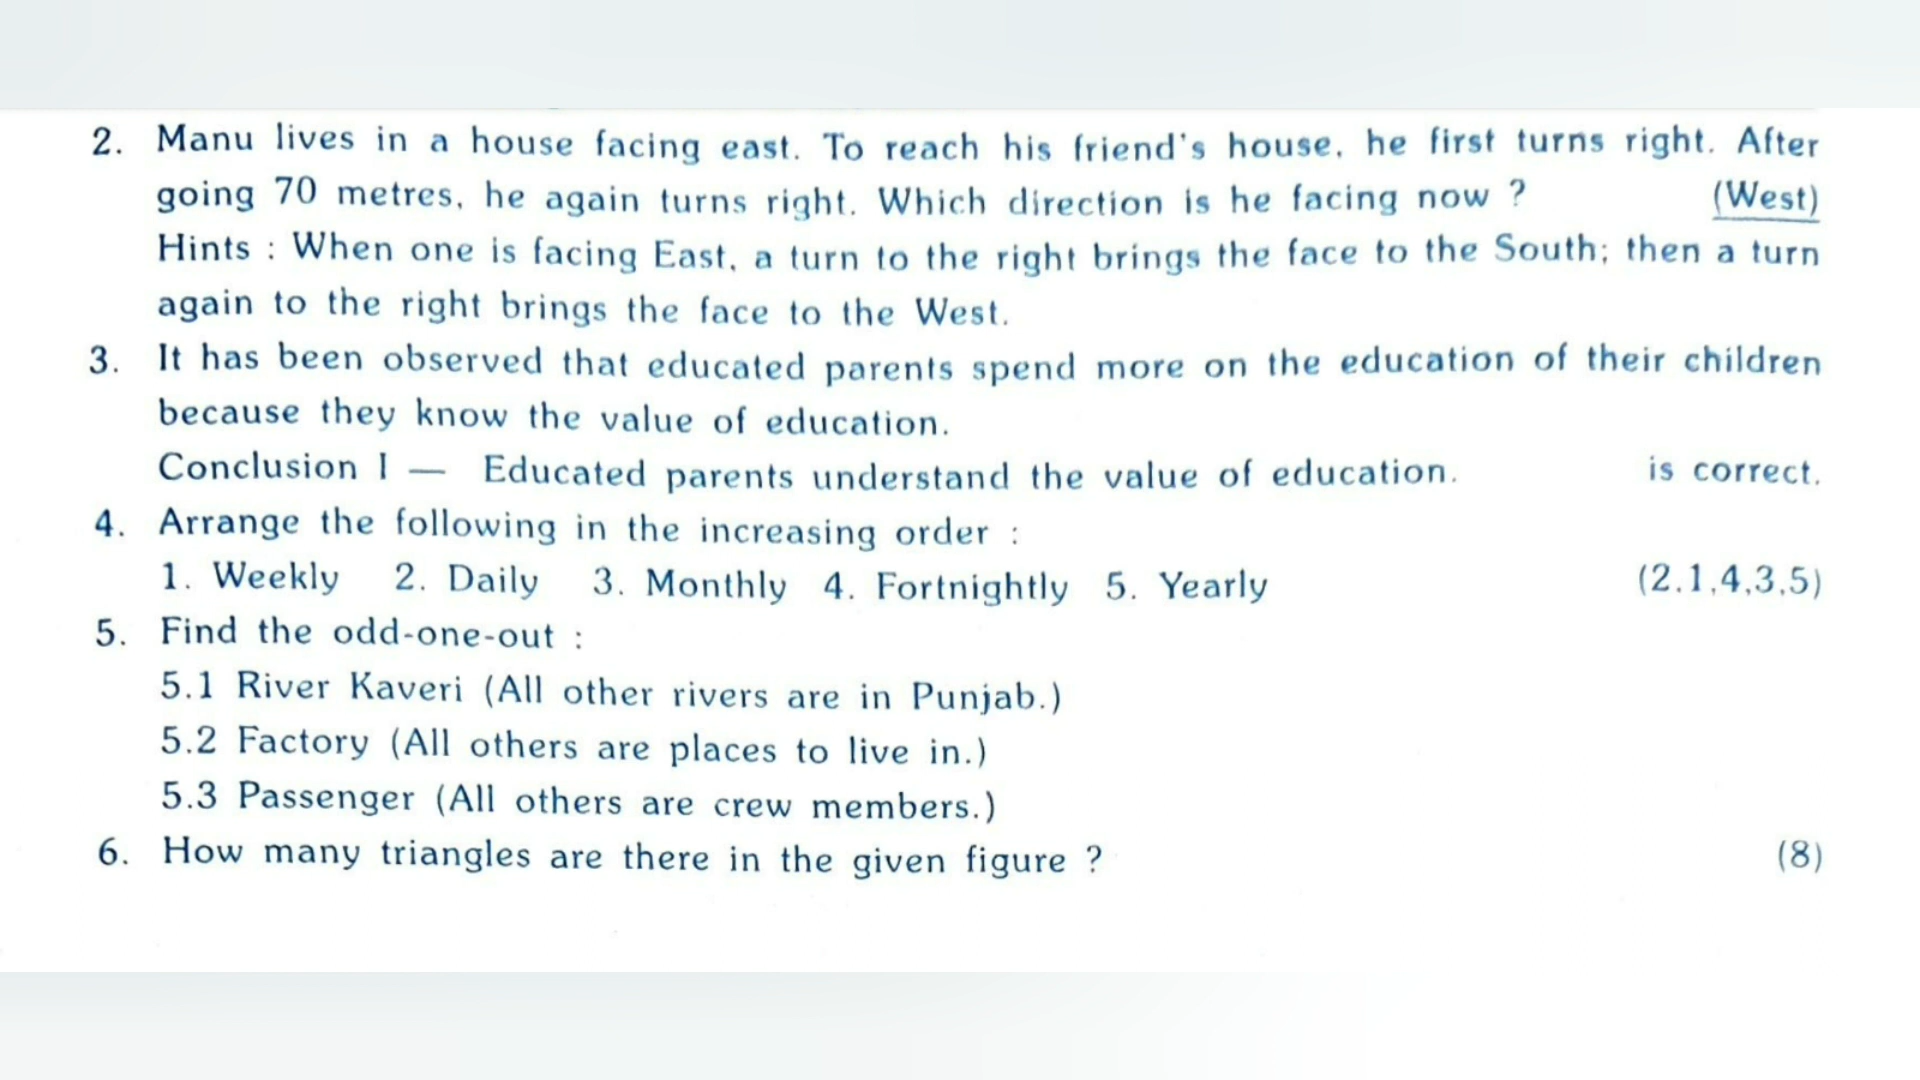 2. Manu lives in a house facing east. To reach his friend's house, he first turns right. After
going 70 metres, he again turns right. Which direction is he facing now ? (West)
Hints : When one is facing East, a turn to the right brings the face to the South; then a turn
again to the right brings the face to the West.
3. It has been observed that educated parents spend more on the education of their children
because they know the value of education.
Conclusion I — Educated parents understand the value of education. is correct.
4. Arrange the following in the increasing order :
1. Weekly 2. Daily 3. Monthly 4. Fortnightly 5. Yearly (2.1,4,3,5)
5. Find the odd-one-out :
5.1 River Kaveri (All other rivers are in Punjab.)
5.2 Factory (All others are places to live in.)
5.3 Passenger (All others are crew members.)
6. How many triangles are there in the given figure ? (8)